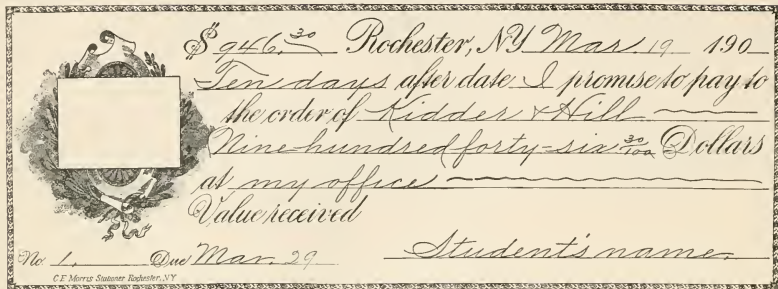 $ 946.30 Rochester, N.Y. Mar. 19 190
Ten days after date I promise to pay to
the order of Kidder & Hill
Nine hundred forty-six 30/100 Dollars
at my office
Value received
No 1. Due Mar. 29 Student's name.
C.F. Morris Stationer Rochester, N.Y.